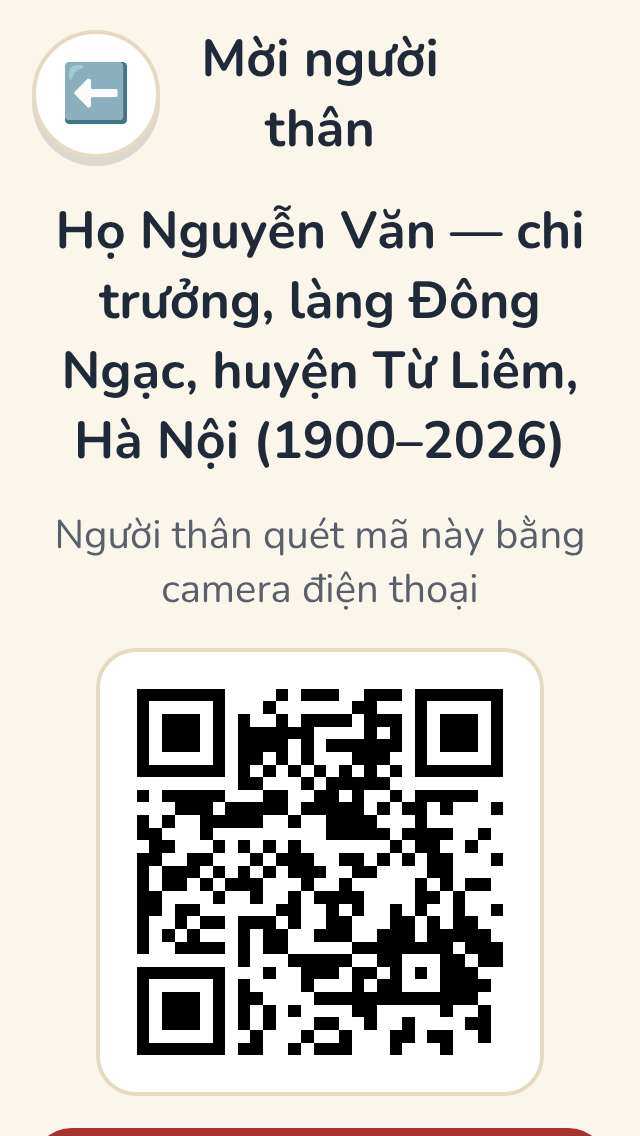 Mời người
thân
Họ Nguyễn Văn — chi
trưởng, làng Đông
Ngạc, huyện Từ Liêm,
Hà Nội (1900–2026)
Người thân quét mã này bằng
camera điện thoại